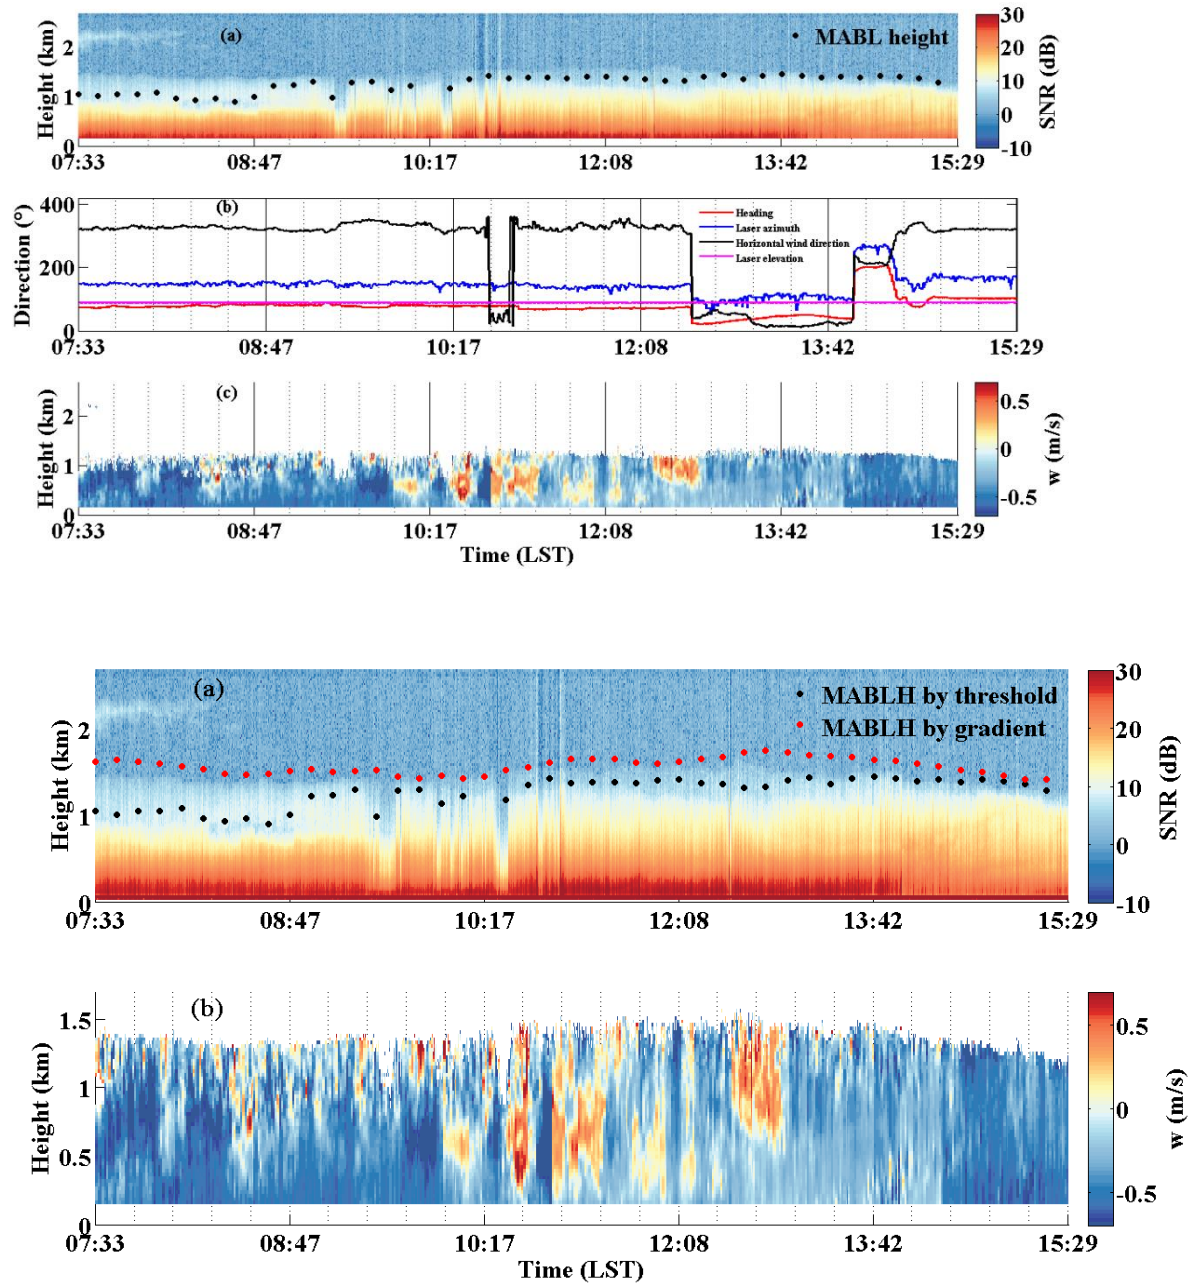 (a)
MABL height
Height (km)
2
1
0
07:33 08:47 10:17 12:08 13:42 15:29
30
20
10
0
-10
SNR (dB)
(b)
Heading
Laser azimuth
Horizontal wind direction
Laser elevation
Direction (°)
400
200
0
07:33 08:47 10:17 12:08 13:42 15:29
(c)
Height (km)
2
1
0
07:33 08:47 10:17 12:08 13:42 15:29
Time (LST)
0.5
0
-0.5
w (m/s)
(a)
MABLH by threshold
MABLH by gradient
Height (km)
2
1
0
07:33 08:47 10:17 12:08 13:42 15:29
30
20
10
0
-10
SNR (dB)
(b)
Height (km)
1.5
1
0.5
0
07:33 08:47 10:17 12:08 13:42 15:29
Time (LST)
0.5
0
-0.5
w (m/s)